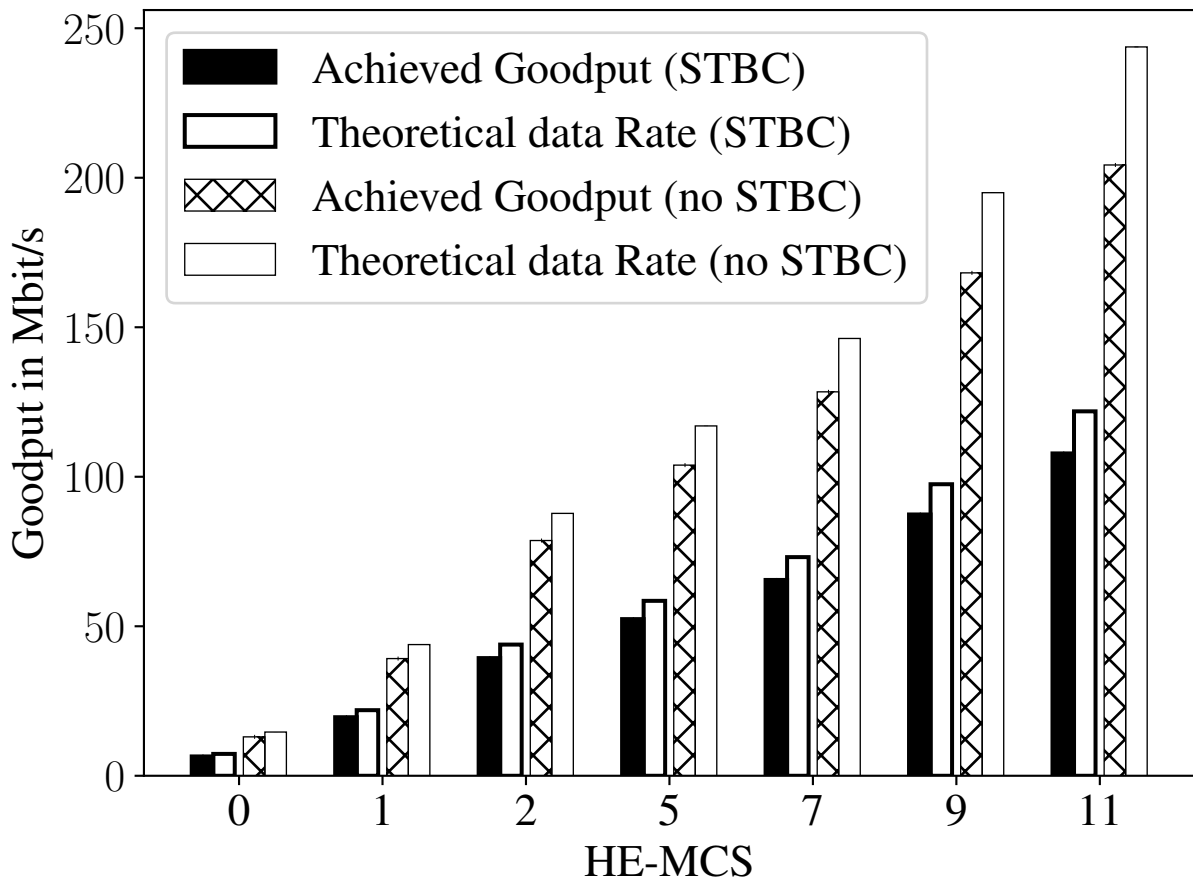 250
200
150
100
50
0
Goodput in Mbit/s
Achieved Goodput (STBC)
Theoretical data Rate (STBC)
Achieved Goodput (no STBC)
Theoretical data Rate (no STBC)
0 1 2 5 7 9 11
HE-MCS